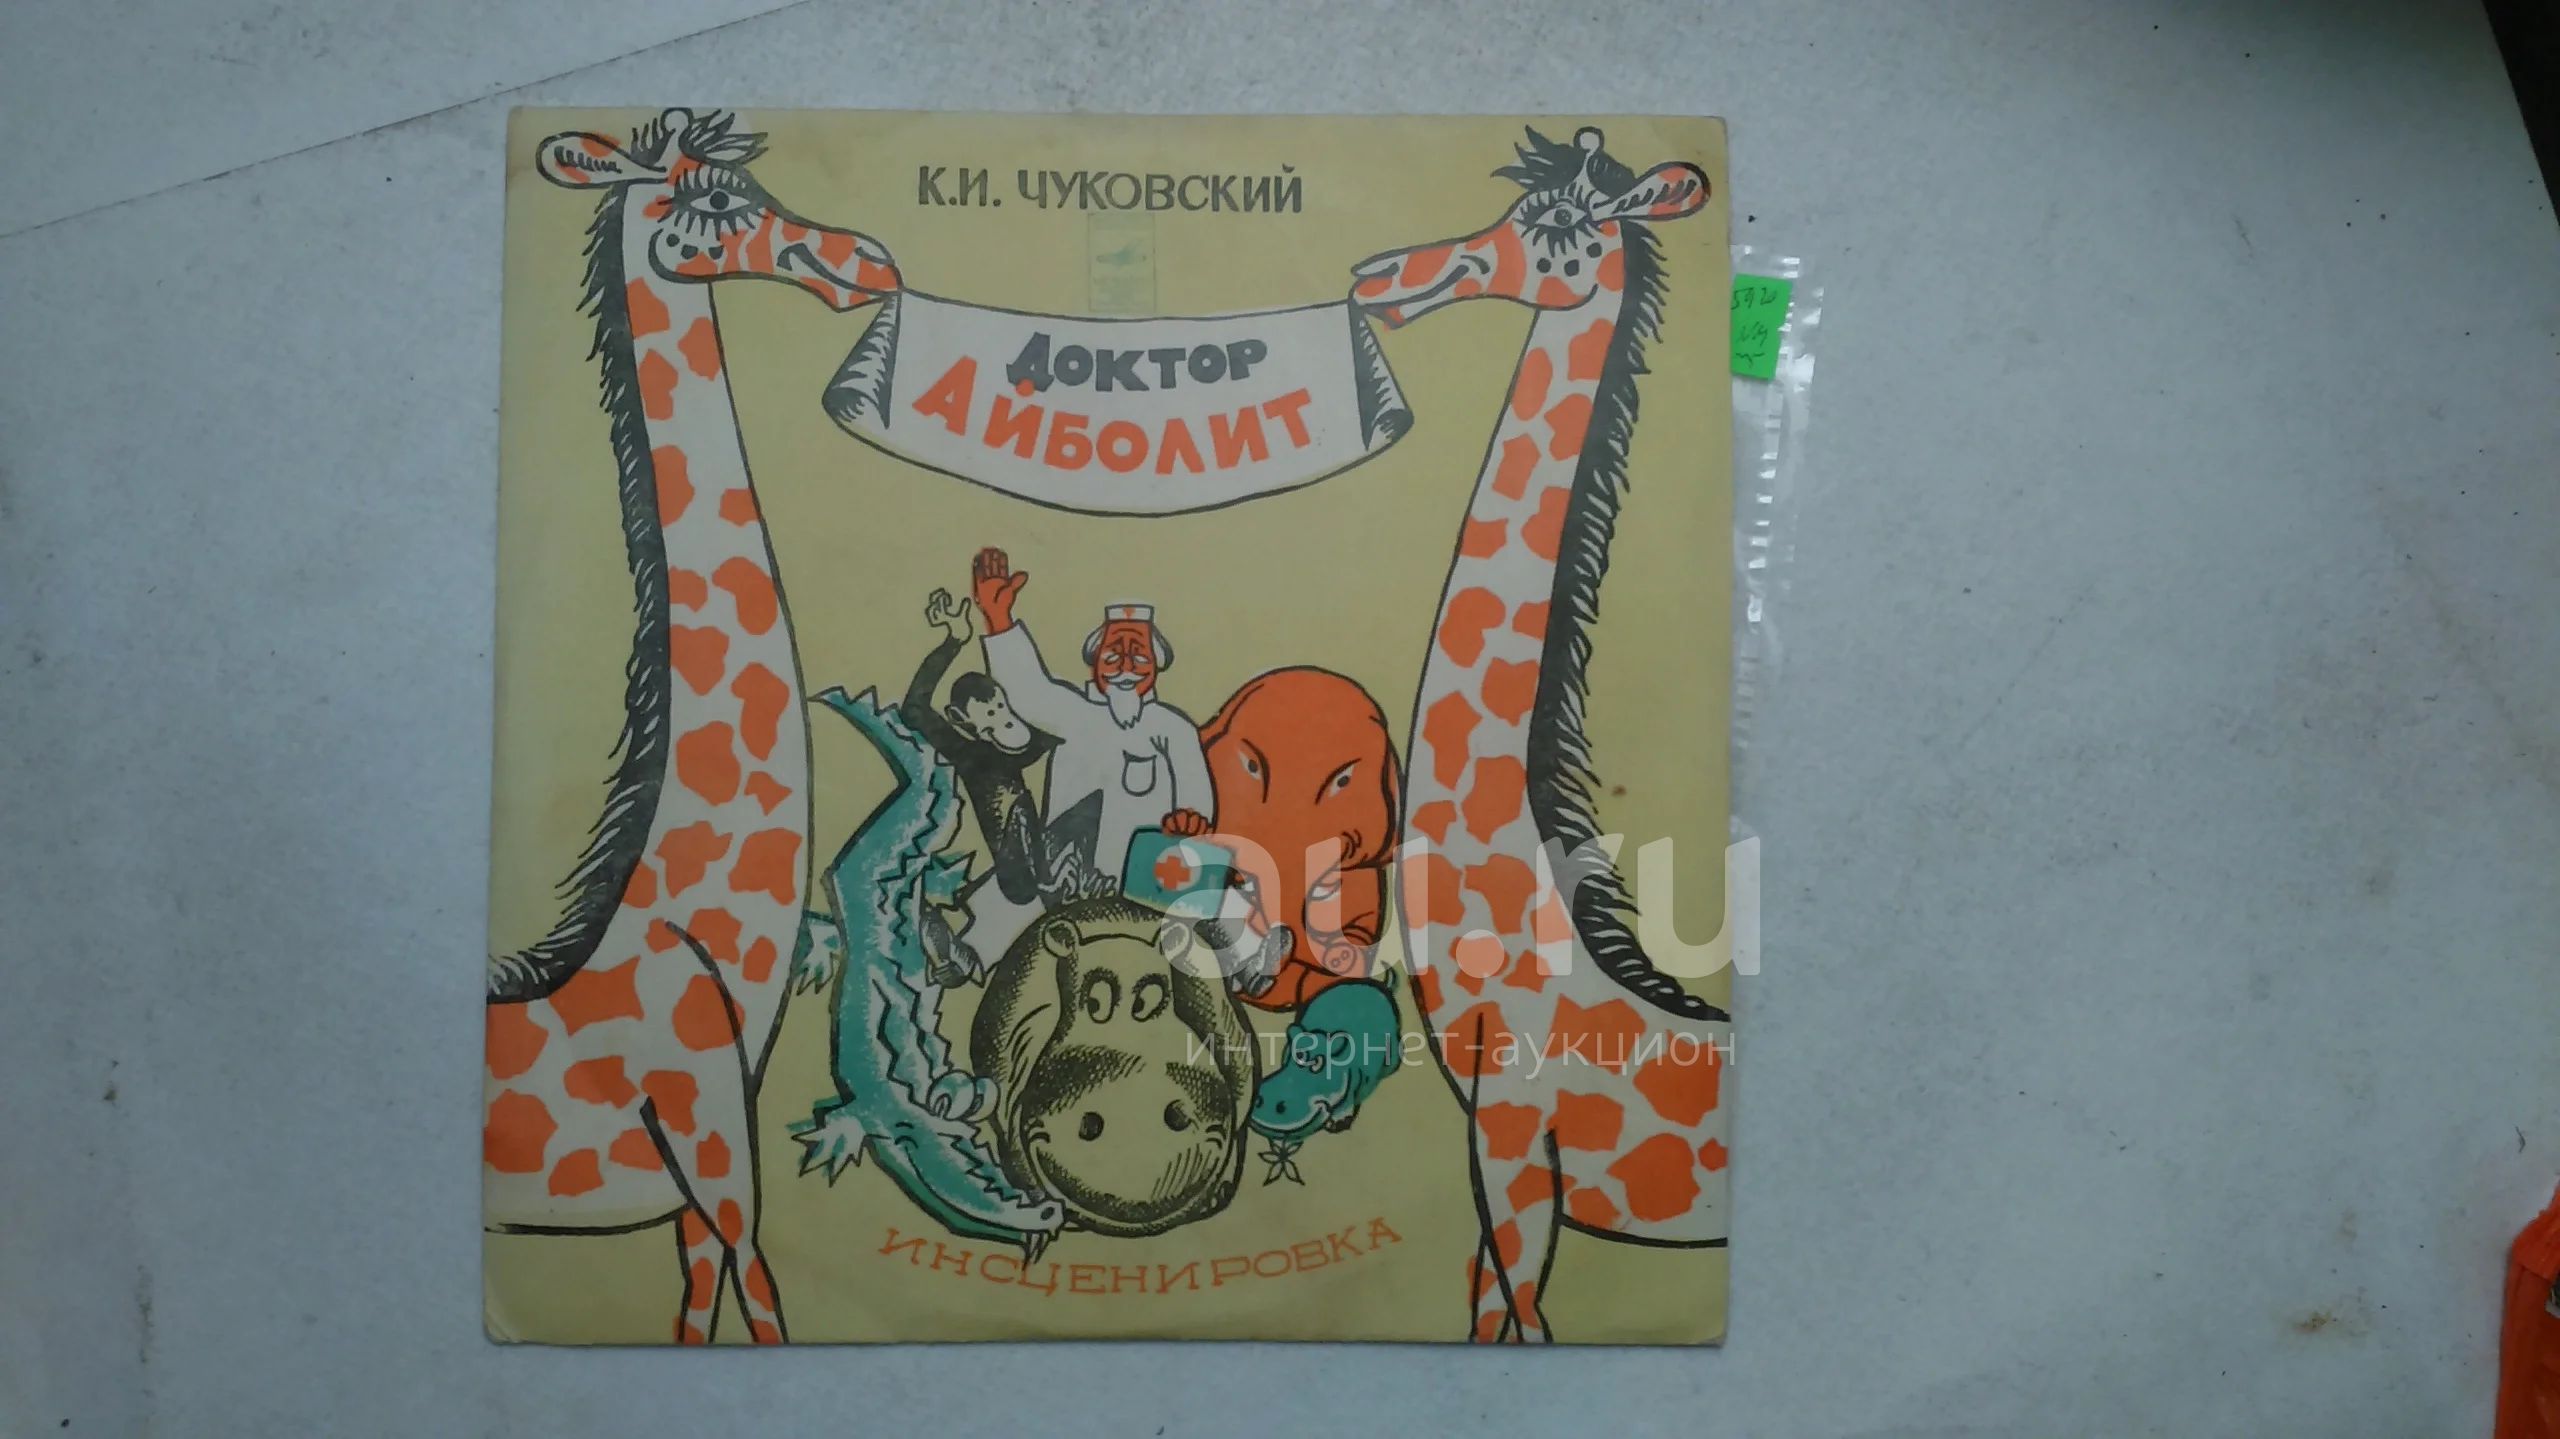 К.И. ЧУКОВСКИЙ
ДОКТОР
АЙБОЛИТ
ИНСЦЕНИРОВКА
au.ru
интернет-аукцион